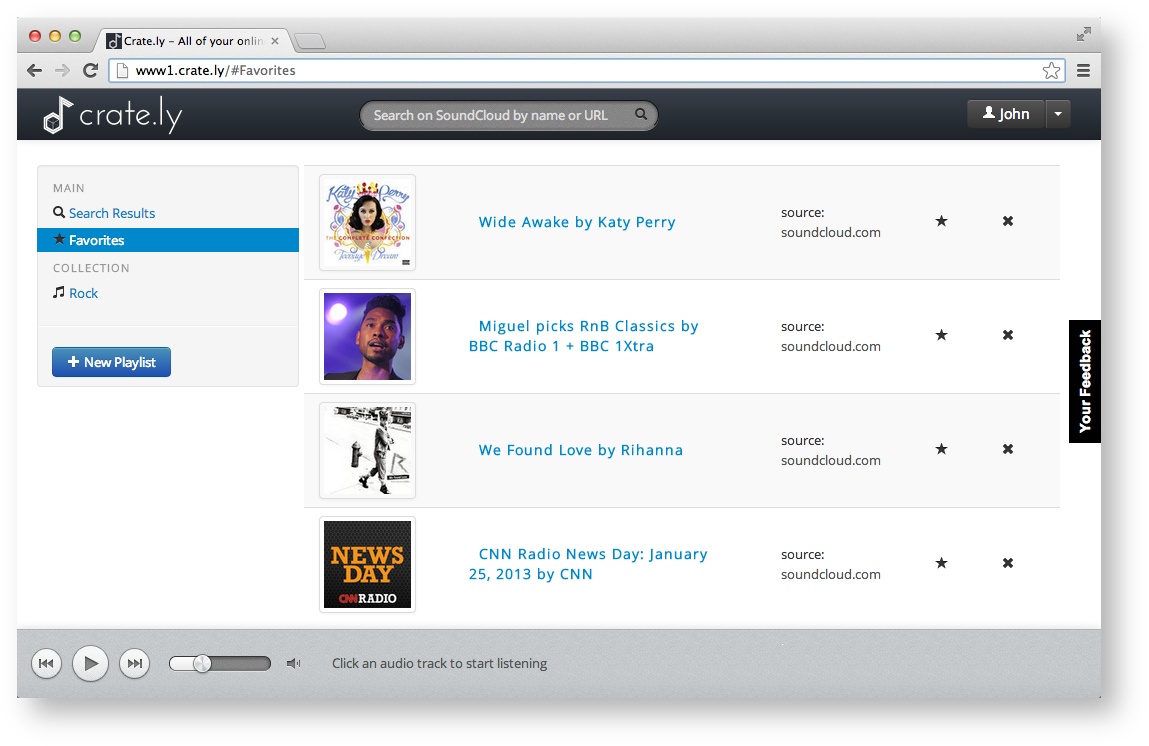 Crate.ly – All of your onlin
www1.crate.ly/#Favorites
crate.ly
Search on SoundCloud by name or URL
John
MAIN
Search Results
Favorites
COLLECTION
Rock
New Playlist
Katy Perry
THE COMPLETE CONFECTION
Teenage Dream
Wide Awake by Katy Perry
source:
soundcloud.com
Miguel picks RnB Classics by
BBC Radio 1 + BBC 1Xtra
source:
soundcloud.com
R
We Found Love by Rihanna
source:
soundcloud.com
NEWS
DAY
CNN RADIO
CNN Radio News Day: January
25, 2013 by CNN
source:
soundcloud.com
Your Feedback
Click an audio track to start listening